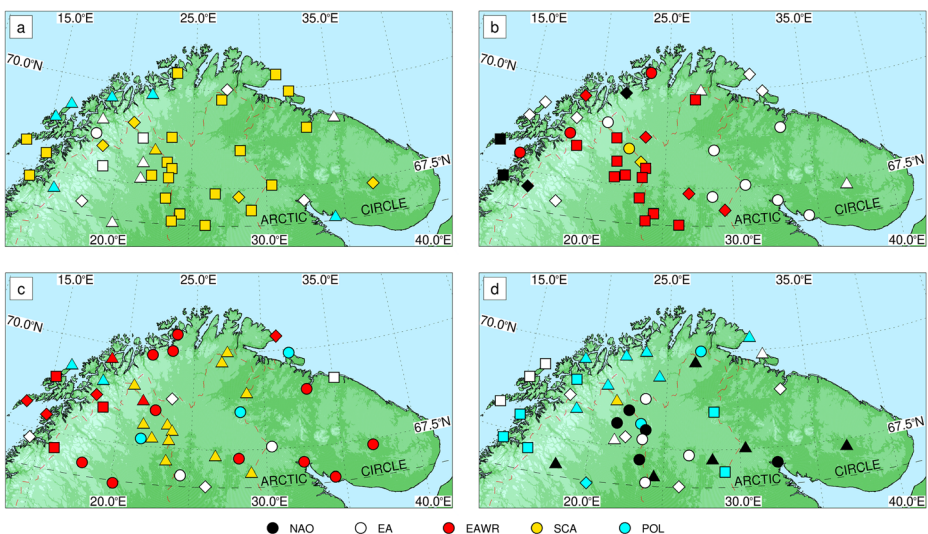 15.0°E 25.0°E 35.0°E
a
70.0°N
67.5°N
ARCTIC CIRCLE
20.0°E 30.0°E 40.0°E
15.0°E 25.0°E 35.0°E
b
70.0°N
67.5°N
ARCTIC CIRCLE
20.0°E 30.0°E 40.0°E
15.0°E 25.0°E 35.0°E
c
70.0°N
67.5°N
ARCTIC CIRCLE
20.0°E 30.0°E 40.0°E
15.0°E 25.0°E 35.0°E
d
70.0°N
67.5°N
ARCTIC CIRCLE
20.0°E 30.0°E 40.0°E
NAO EA EAWR SCA POL